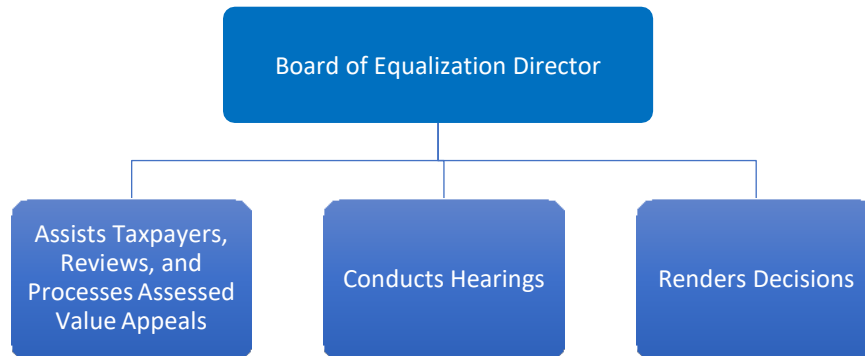 Board of Equalization Director
Assists Taxpayers,
Reviews, and
Processes Assessed
Value Appeals
Conducts Hearings
Renders Decisions